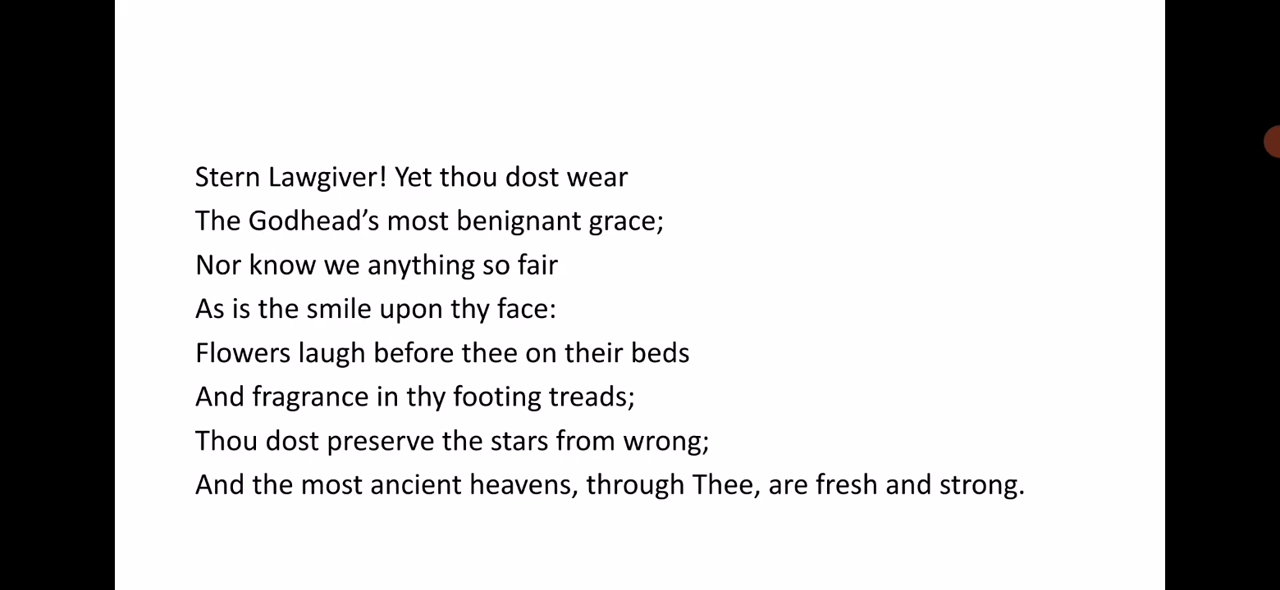 Stern Lawgiver! Yet thou dost wear
The Godhead’s most benignant grace;
Nor know we anything so fair
As is the smile upon thy face:
Flowers laugh before thee on their beds
And fragrance in thy footing treads;
Thou dost preserve the stars from wrong;
And the most ancient heavens, through Thee, are fresh and strong.